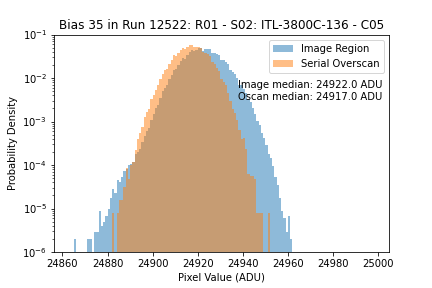 Bias 35 in Run 12522: R01 - S02: ITL-3800C-136 - C05
Image Region
Serial Overscan
Image median: 24922.0 ADU
Oscan median: 24917.0 ADU
Probability Density
10⁻¹
10⁻²
10⁻³
10⁻⁴
10⁻⁵
10⁻⁶
24860 24880 24900 24920 24940 24960 24980 25000
Pixel Value (ADU)